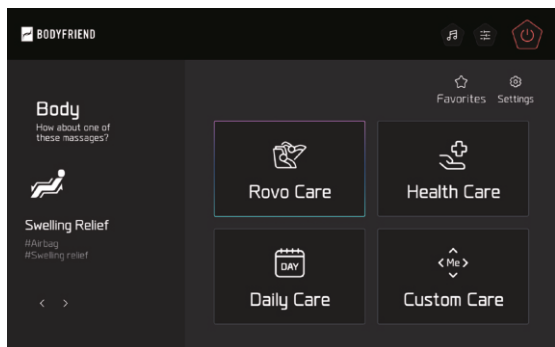 BODYFRIEND
Favorites Settings
Body
How about one of
these massages?
Swelling Relief
#Airbag
#Swelling relief
Rovo Care
Health Care
DAY
Daily Care
<Me>
Custom Care